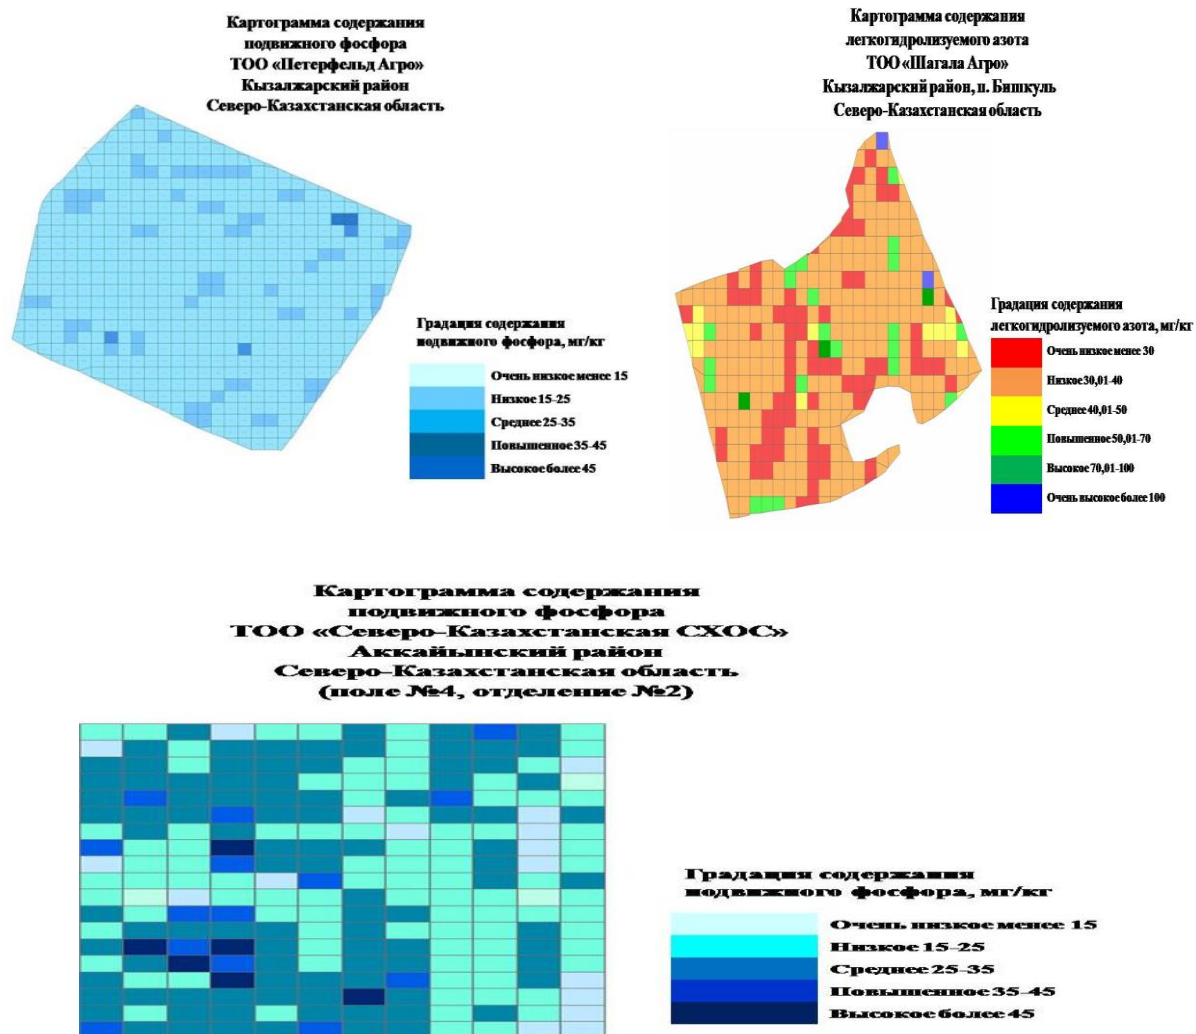 Картограмма содержания
подвижного фосфора
ТОО «Петерфельд Агро»
Кызалжарский район
Северо-Казахстанская область
Градация содержания
подвижного фосфора, мг/кг
Очень низкое менее 15
Низкое 15-25
Среднее 25-35
Повышенное 35-45
Высокое более 45
Картограмма содержания
легкогидролизуемого азота
ТОО «Шагала Агро»
Кызалжарский район, п. Бишкуль
Северо-Казахстанская область
Градация содержания
легкогидролизуемого азота, мг/кг
Очень низкое менее 30
Низкое 30,01-40
Среднее 40,01-50
Повышенное 50,01-70
Высокое 70,01-100
Очень высокое более 100
Картограмма содержания
подвижного фосфора
ТОО «Северо-Казахстанская СХОС»
Аккайынский район
Северо-Казахстанская область
(поле №4, отделение №2)
Градация содержания
подвижного фосфора, мг/кг
Очень низкое менее 15
Низкое 15-25
Среднее 25-35
Повышенное 35-45
Высокое более 45